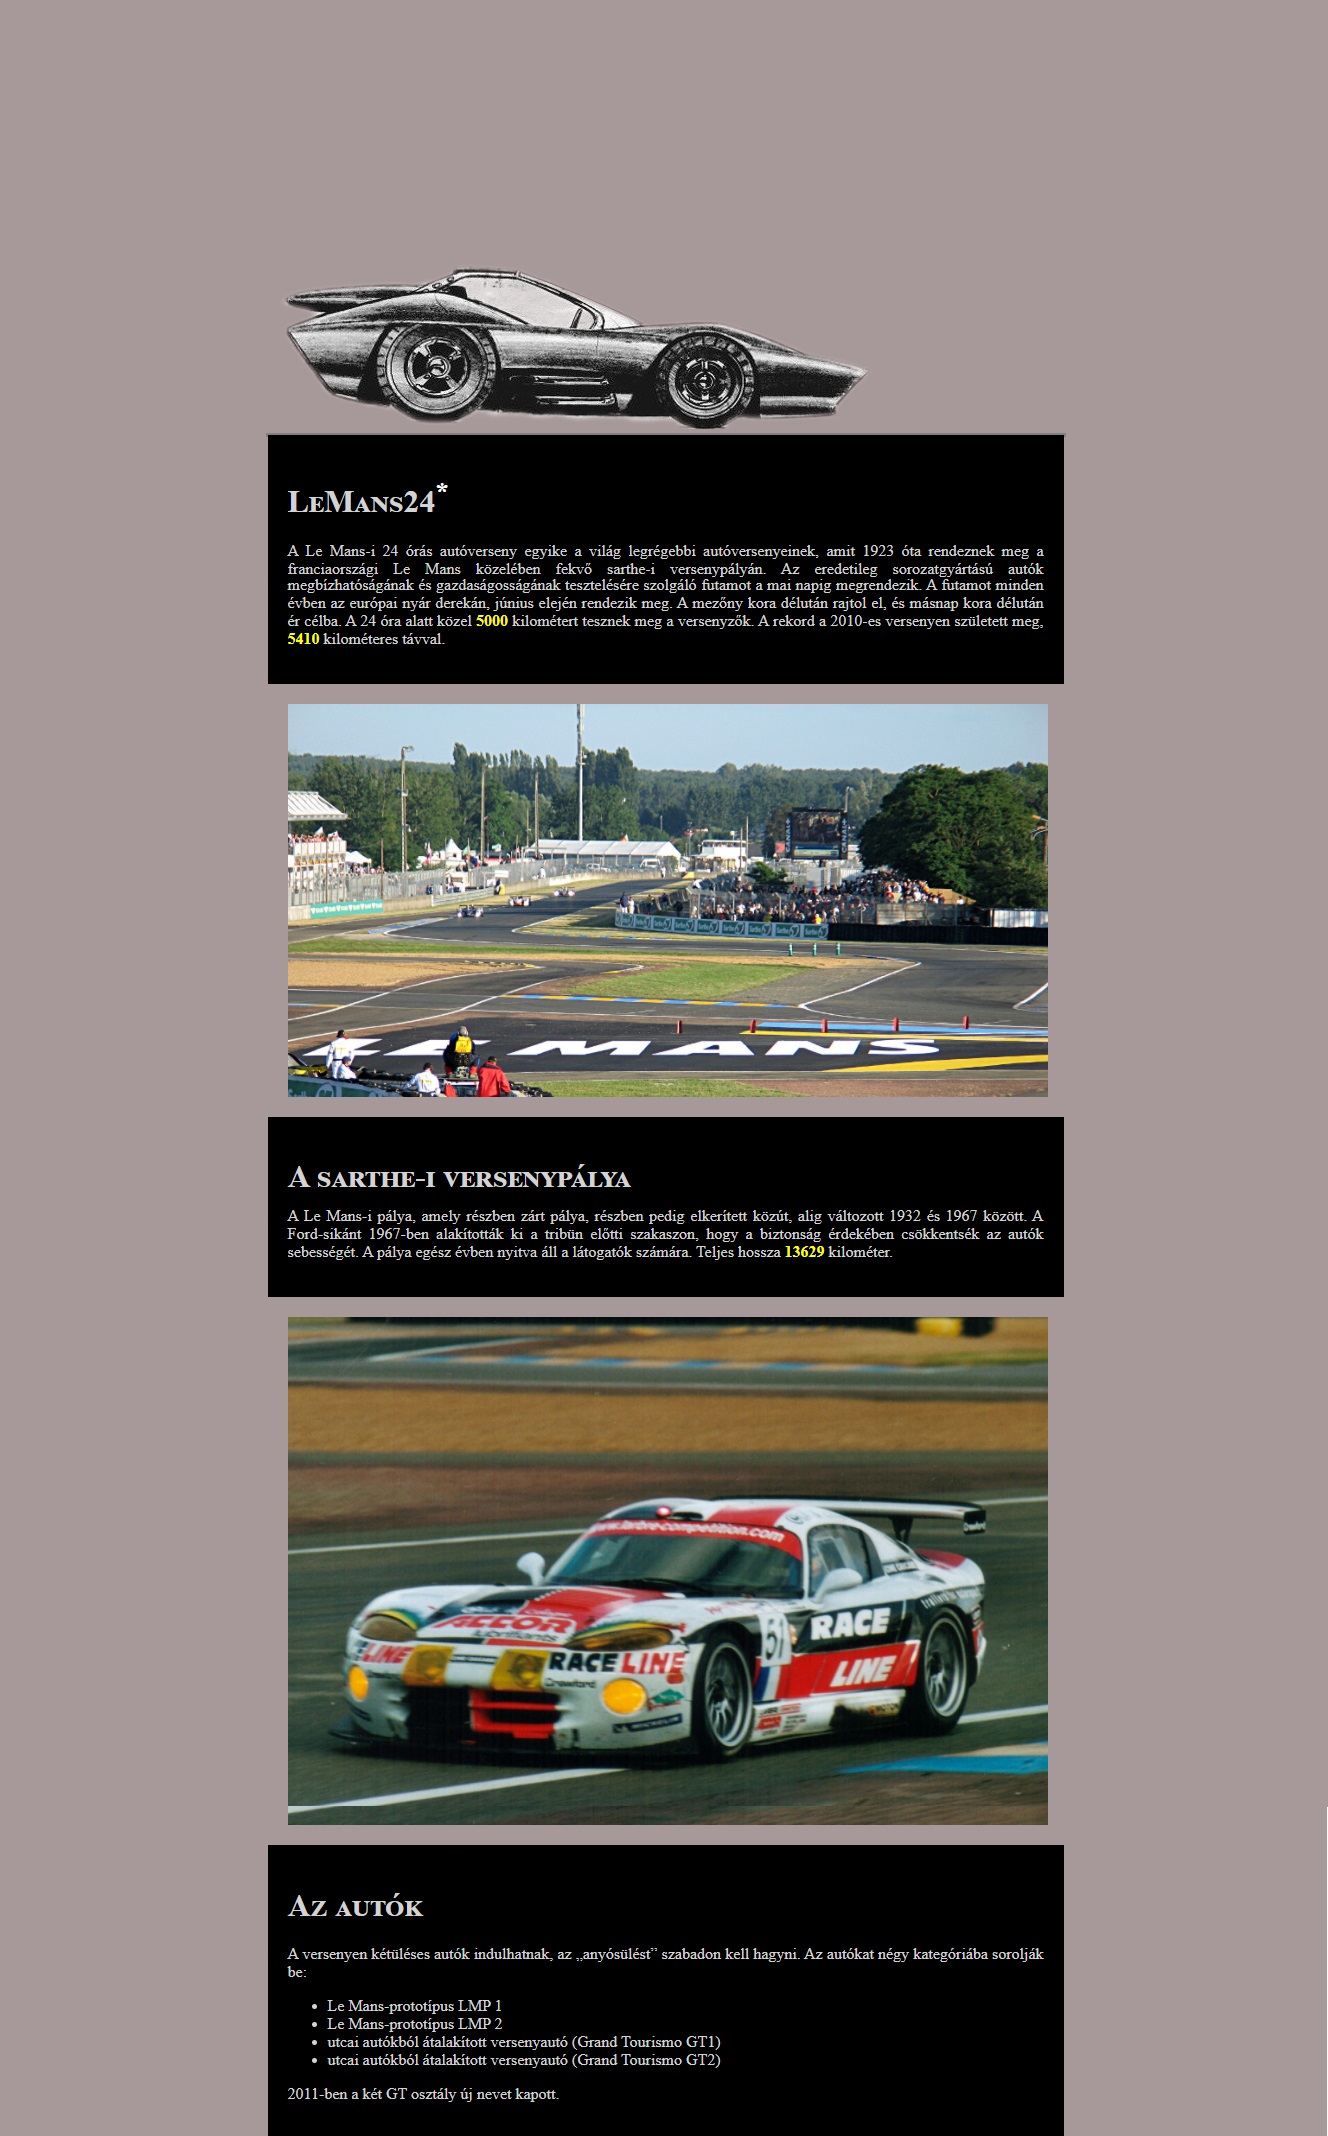 LeMans24*
A Le Mans-i 24 órás autóverseny egyike a világ legrégebbi autóversenyeinek, amit 1923 óta rendeznek meg a
franciaországi Le Mans közelében fekvő sarthe-i versenypályán. Az eredetileg sorozatgyártású autók
megbízhatóságának és gazdaságosságának tesztelésére szolgáló futamot a mai napig megrendezik. A futamot minden
évben az európai nyár derekán, június elején rendezik meg. A mezőny kora délután rajtol el, és másnap kora délután
ér célba. A 24 óra alatt közel 5000 kilométert tesznek meg a versenyzők. A rekord a 2010-es versenyen született meg,
5410 kilométeres távval.
LE MANS
A sarthe-i versenypálya
A Le Mans-i pálya, amely részben zárt pálya, részben pedig elkerített közút, alig változott 1932 és 1967 között. A
Ford-sikánt 1967-ben alakították ki a tribün előtti szakaszon, hogy a biztonság érdekében csökkentsék az autók
sebességét. A pálya egész évben nyitva áll a látogatók számára. Teljes hossza 13629 kilométer.
ACCOR
lubrifiants
RACE LINE
Crawford
51
RACE
LINE
Az autók
A versenyen kétüléses autók indulhatnak, az „anyósülést” szabadon kell hagyni. Az autókat négy kategóriába sorolják
be:
• Le Mans-prototípus LMP 1
• Le Mans-prototípus LMP 2
• utcai autókból átalakított versenyautó (Grand Tourismo GT1)
• utcai autókból átalakított versenyautó (Grand Tourismo GT2)
2011-ben a két GT osztály új nevet kapott.